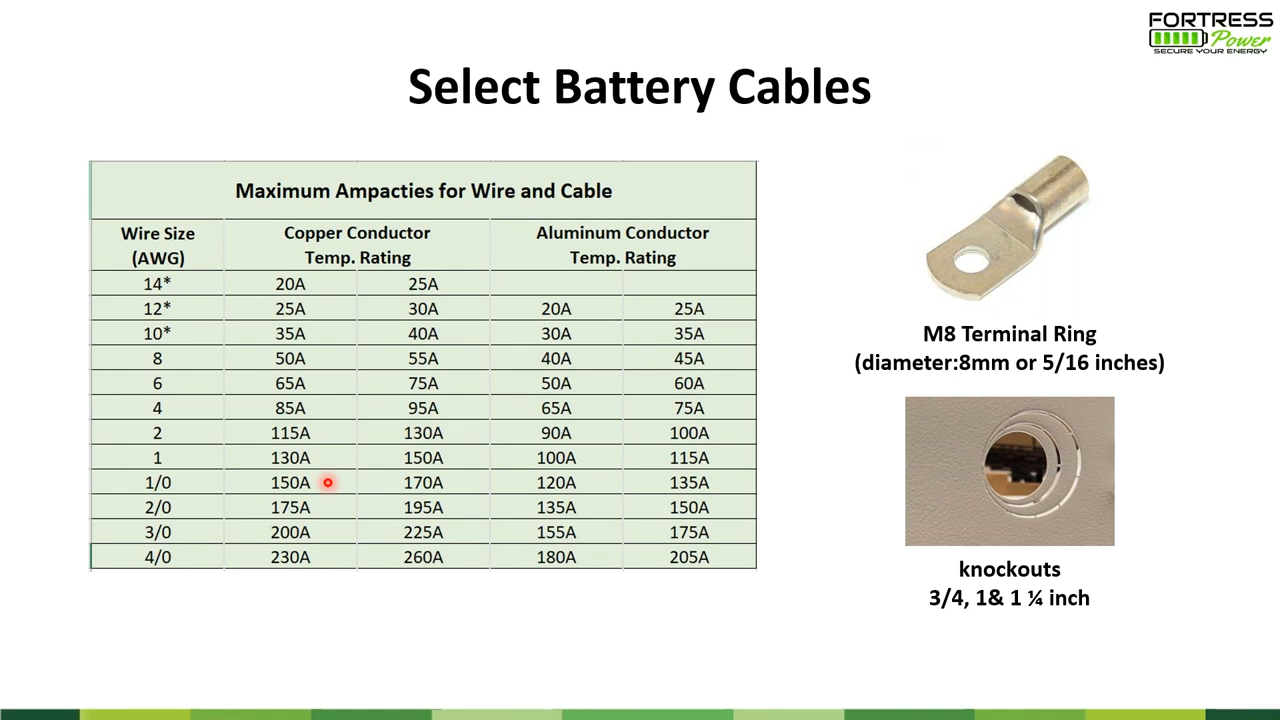 FORTRESS
Power
SECURE YOUR ENERGY
Select Battery Cables
Maximum Ampacties for Wire and Cable
Wire Size (AWG) Copper Conductor Temp. Rating Aluminum Conductor Temp. Rating
14* 20A 25A
12* 25A 30A 20A 25A
10* 35A 40A 30A 35A
8 50A 55A 40A 45A
6 65A 75A 50A 60A
4 85A 95A 65A 75A
2 115A 130A 90A 100A
1 130A 150A 100A 115A
1/0 150A 170A 120A 135A
2/0 175A 195A 135A 150A
3/0 200A 225A 155A 175A
4/0 230A 260A 180A 205A
M8 Terminal Ring
(diameter:8mm or 5/16 inches)
knockouts
3/4, 1& 1 ¼ inch